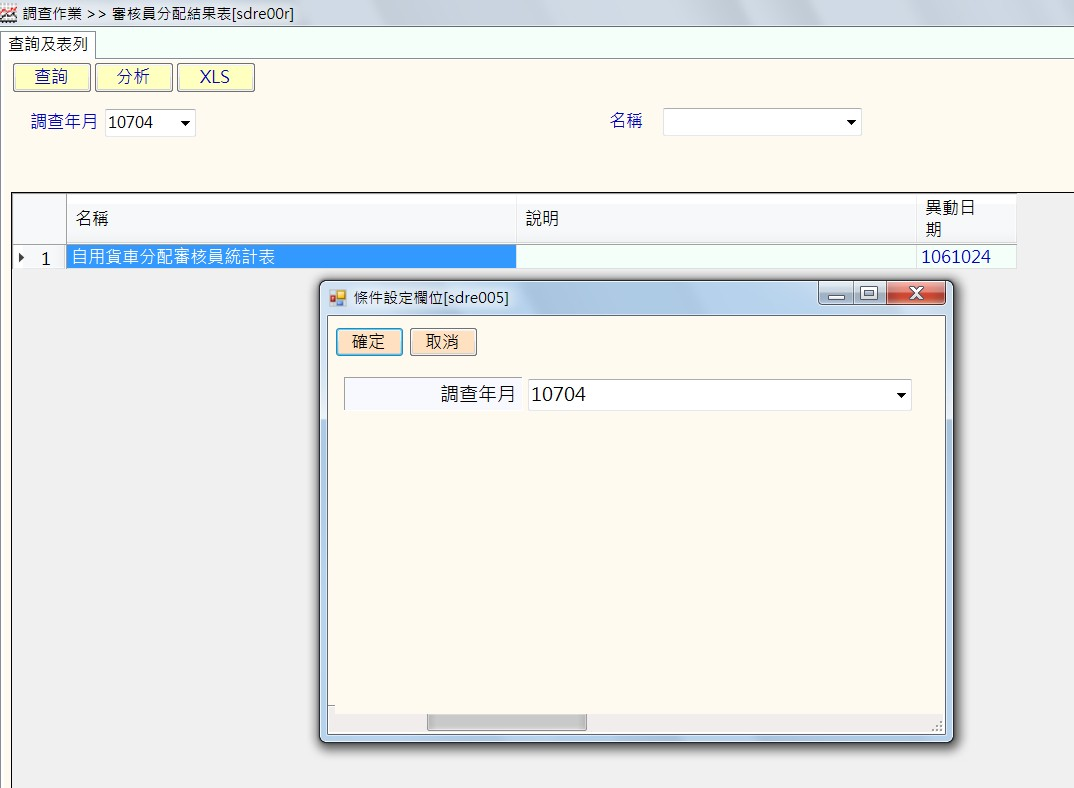 調查作業 >> 審核員分配結果表[sdre00r]
查詢及表列
查詢 分析 XLS
調查年月 10704 名稱
名稱 說明 異動日
期
1 自用貨車分配審核員統計表 1061024
條件設定欄位[sdre005]
確定 取消
調查年月 10704